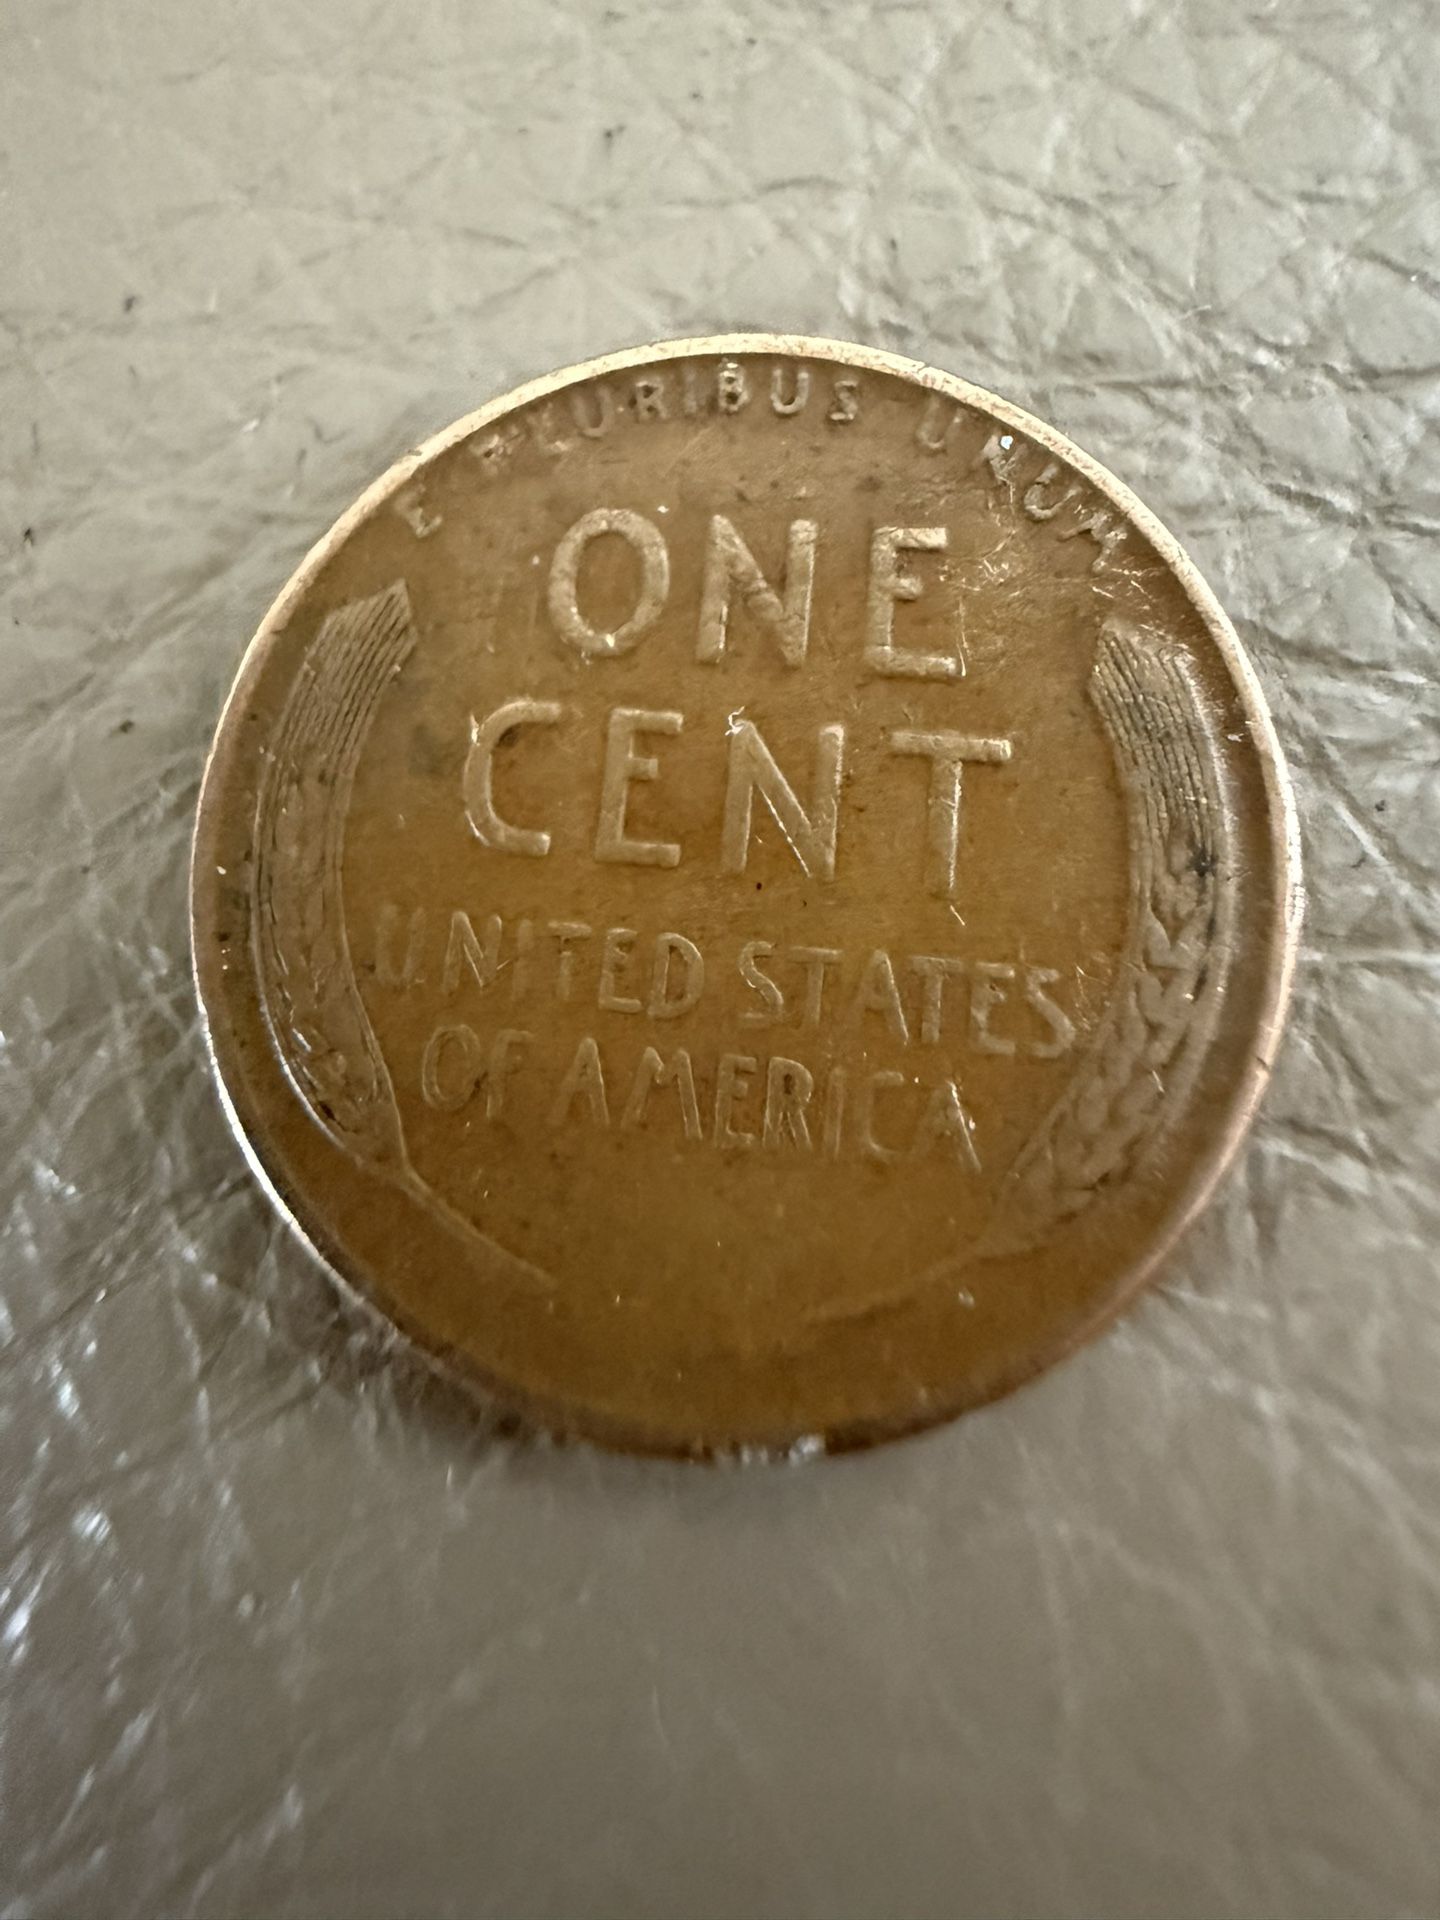 E PLURIBUS UNUM
ONE
CENT
UNITED STATES
OF AMERICA